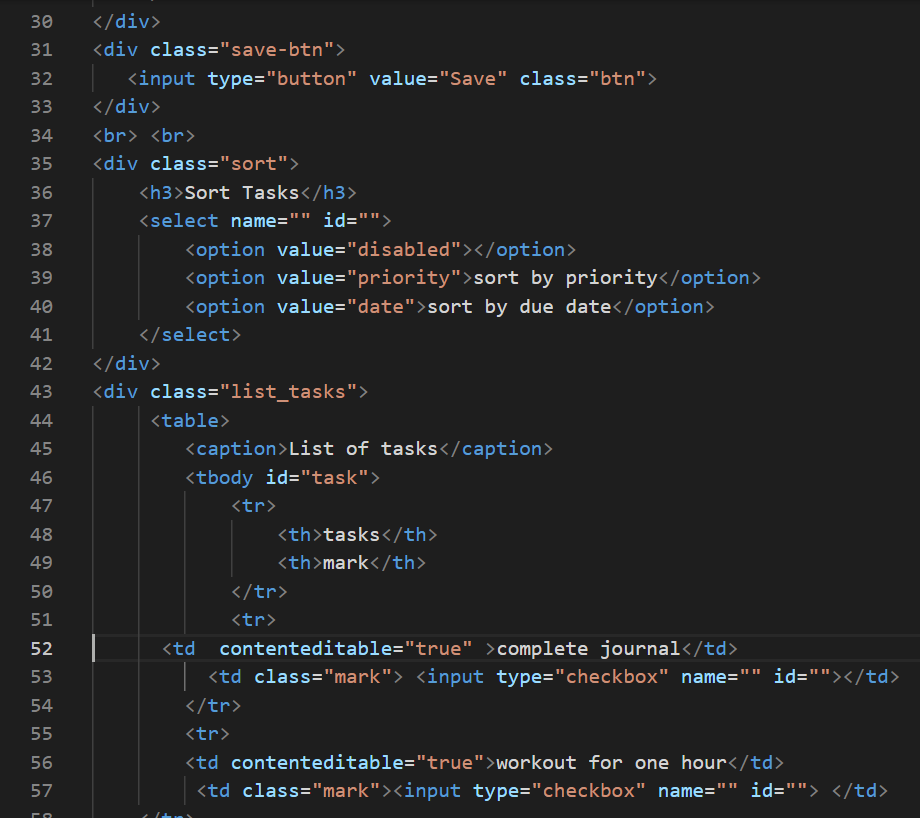 30 </div>
31 <div class="save-btn">
32 <input type="button" value="Save" class="btn">
33 </div>
34 <br> <br>
35 <div class="sort">
36 <h3>Sort Tasks</h3>
37 <select name="" id="">
38 <option value="disabled"></option>
39 <option value="priority">sort by priority</option>
40 <option value="date">sort by due date</option>
41 </select>
42 </div>
43 <div class="list_tasks">
44 <table>
45 <caption>List of tasks</caption>
46 <tbody id="task">
47 <tr>
48 <th>tasks</th>
49 <th>mark</th>
50 </tr>
51 <tr>
52 <td  contenteditable="true" >complete journal</td>
53 <td class="mark"> <input type="checkbox" name="" id=""></td>
54 </tr>
55 <tr>
56 <td contenteditable="true">workout for one hour</td>
57 <td class="mark"><input type="checkbox" name="" id=""> </td>
58 </tr>